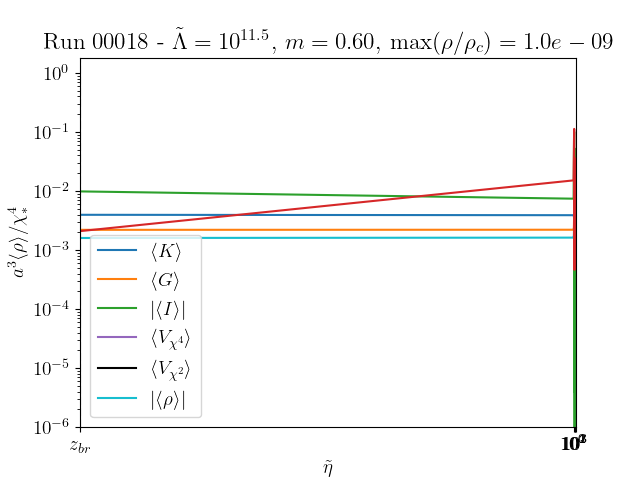 Run 00018 - Λ̃ = 10^{11.5}, m = 0.60, max(ρ/ρ_c) = 1.0e − 09
a^3⟨ρ⟩/χ_*^4
10^0
10^{-1}
10^{-2}
10^{-3}
10^{-4}
10^{-5}
10^{-6}
⟨K⟩
⟨G⟩
|⟨I⟩|
⟨V_{χ^4}⟩
⟨V_{χ^2}⟩
|⟨ρ⟩|
z_{br}
η̃